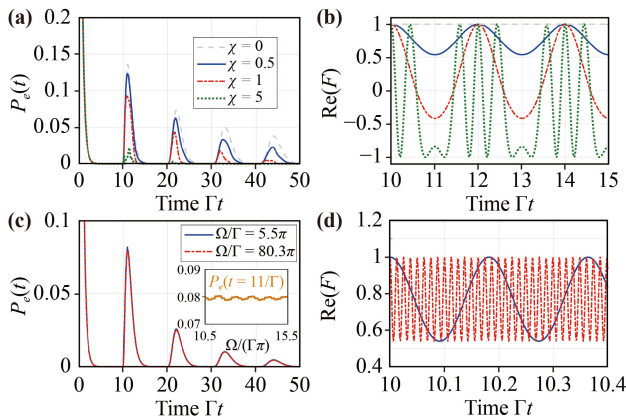 (a)
0.2
0.15
0.1
0.05
0
P_e(t)
χ = 0
χ = 0.5
χ = 1
χ = 5
0 10 20 30 40 50
Time Γt
(b)
1
0.5
0
−0.5
−1
Re(F)
10 11 12 13 14 15
Time Γt
(c)
0.1
0.05
0
P_e(t)
Ω/Γ = 5.5π
Ω/Γ = 80.3π
0.09
0.08
0.07
P_e(t = 11/Γ)
10.5 15.5
Ω/(Γπ)
0 10 20 30 40 50
Time Γt
(d)
1.2
1
0.8
0.6
0.4
Re(F)
10 10.1 10.2 10.3 10.4
Time Γt